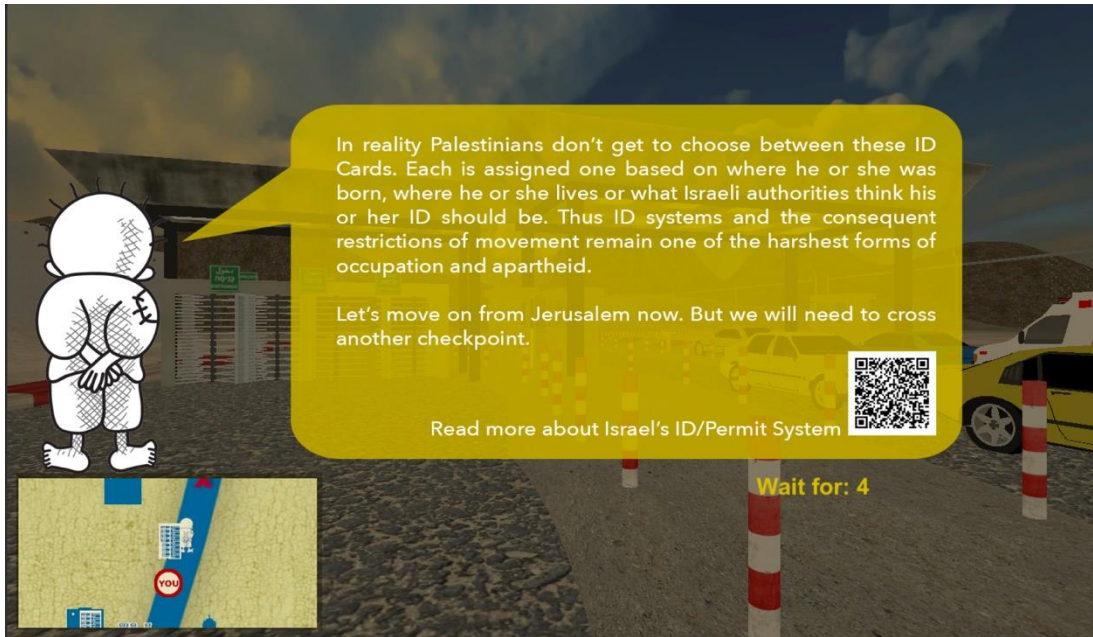 In reality Palestinians don't get to choose between these ID
Cards. Each is assigned one based on where he or she was
born, where he or she lives or what Israeli authorities think his
or her ID should be. Thus ID systems and the consequent
restrictions of movement remain one of the harshest forms of
occupation and apartheid.
Let's move on from Jerusalem now. But we will need to cross
another checkpoint.
Read more about Israel's ID/Permit System
Wait for: 4
YOU